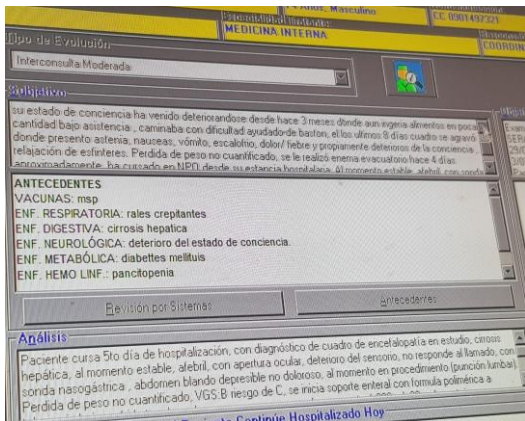 Años, Masculino
CC 0901492321
Especialidad Tratante:
MEDICINA INTERNA
COORDIN
Tipo de Evolución
Interconsulta Moderada
Subjetivo
su estado de conciencia ha venido deteriorandose desde hace 3 meses donde aun ingeria alimentos en poca
cantidad bajo asistencia , caminaba con dificultad ayudado de baston, el los ultimos 8 días cuadro se agravó
donde presento astenia, nauseas, vómito, escalofrio, dolor/ fiebre y propiamente deterioros de la conciencia
relajación de esfinteres. Perdida de peso no cuantificado, se le realizó enema evacuatorio hace 4 días
aproximadamente, ha cursado en NPO desde su estancia hospitalaria. Al momento estable, afebril, con sonda
ANTECEDENTES
VACUNAS: msp
ENF. RESPIRATORIA: rales crepitantes
ENF. DIGESTIVA: cirrosis hepatica
ENF. NEUROLÓGICA: deterioro del estado de conciencia.
ENF. METABÓLICA: diabettes mellituis
ENF. HEMO LINF.: pancitopenia
Revisión por Sistemas
Antecedentes
Análisis
Paciente cursa 5to día de hospitalización, con diagnóstico de cuadro de encefalopatía en estudio, cirrosis
hepática, al momento estable, afebril, con apertura ocular, deterioro del sensorio, no responde al llamado, con
sonda nasogástrica , abdomen blando depresible no doloroso, al momento en procedimiento (punción lumbar).
Perdida de peso no cuantificado, VGS:B riesgo de C, se inicia soporte enteral con formula polimérica a
Continúe Hospitalizado Hoy